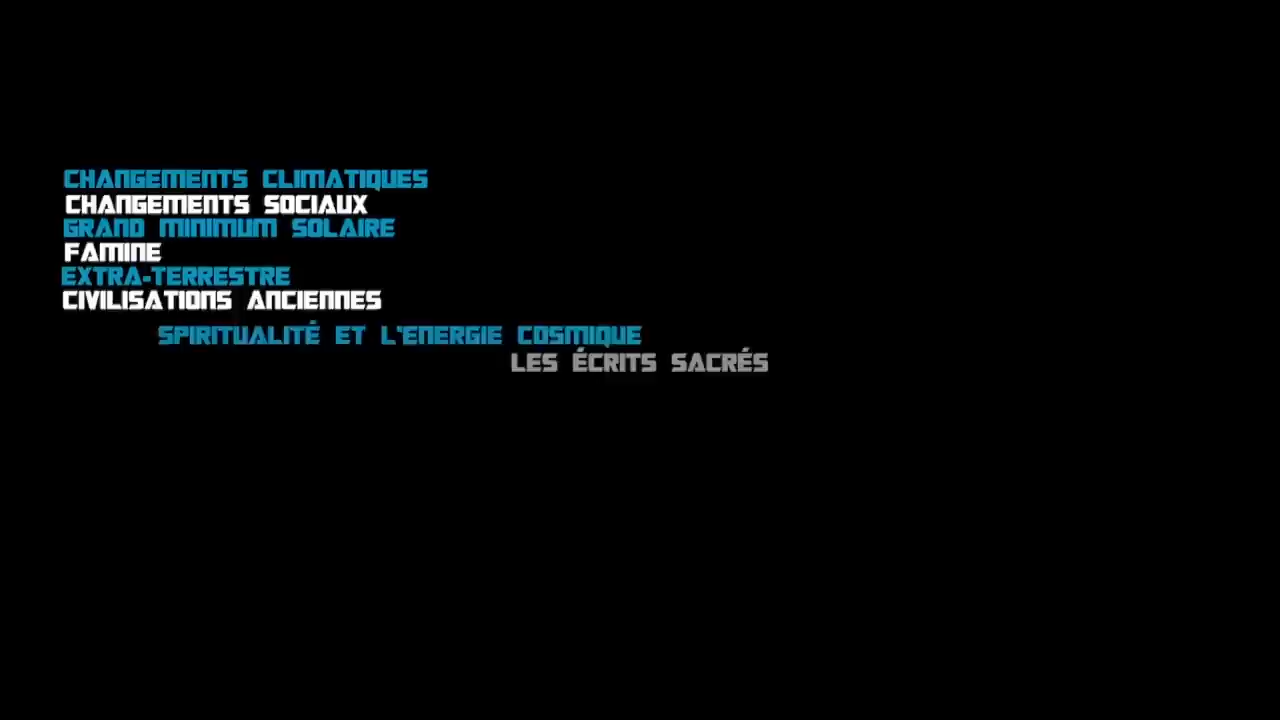 CHANGEMENTS CLIMATIQUES
CHANGEMENTS SOCIAUX
GRAND MINIMUM SOLAIRE
FAMINE
EXTRA-TERRESTRE
CIVILISATIONS ANCIENNES
SPIRITUALITÉ ET L'ENERGIE COSMIQUE
LES ÉCRITS SACRÉS